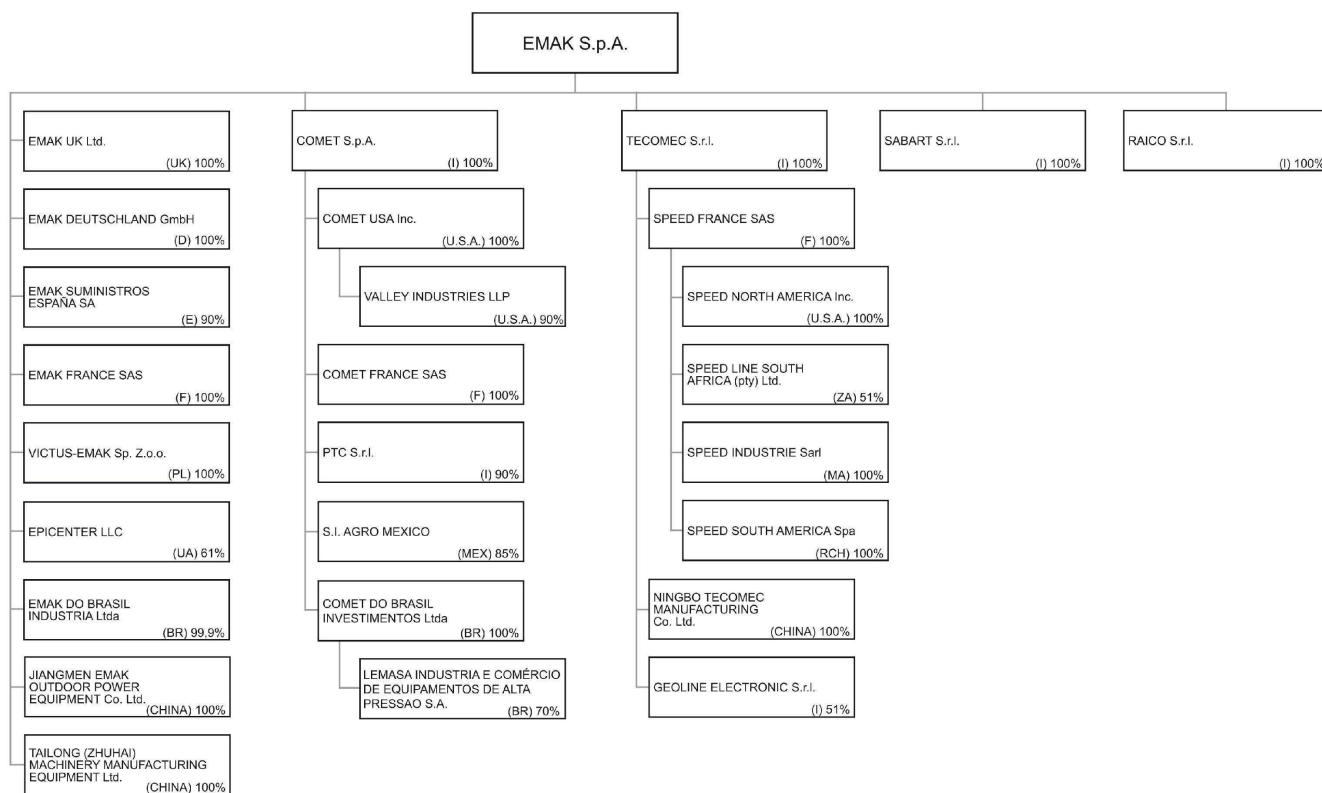 EMAK S.p.A.
EMAK UK Ltd.
(UK) 100%
EMAK DEUTSCHLAND GmbH
(D) 100%
EMAK SUMINISTROS
ESPAÑA SA
(E) 90%
EMAK FRANCE SAS
(F) 100%
VICTUS-EMAK Sp. Z.o.o.
(PL) 100%
EPICENTER LLC
(UA) 61%
EMAK DO BRASIL
INDUSTRIA Ltda
(BR) 99,9%
JIANGMEN EMAK
OUTDOOR POWER
EQUIPMENT Co. Ltd.
(CHINA) 100%
TAILONG (ZHUHAI)
MACHINERY MANUFACTURING
EQUIPMENT Ltd.
(CHINA) 100%
COMET S.p.A.
(I) 100%
COMET USA Inc.
(U.S.A.) 100%
VALLEY INDUSTRIES LLP
(U.S.A.) 90%
COMET FRANCE SAS
(F) 100%
PTC S.r.l.
(I) 90%
S.I. AGRO MEXICO
(MEX) 85%
COMET DO BRASIL
INVESTIMENTOS Ltda
(BR) 100%
LEMASA INDUSTRIA E COMÉRCIO
DE EQUIPAMENTOS DE ALTA
PRESSAO S.A.
(BR) 70%
TECOMEC S.r.l.
(I) 100%
SPEED FRANCE SAS
(F) 100%
SPEED NORTH AMERICA Inc.
(U.S.A.) 100%
SPEED LINE SOUTH
AFRICA (pty) Ltd.
(ZA) 51%
SPEED INDUSTRIE Sarl
(MA) 100%
SPEED SOUTH AMERICA Spa
(RCH) 100%
NINGBO TECOMEC
MANUFACTURING
Co. Ltd.
(CHINA) 100%
GEOLINE ELECTRONIC S.r.l.
(I) 51%
SABART S.r.l.
(I) 100%
RAICO S.r.l.
(I) 100%